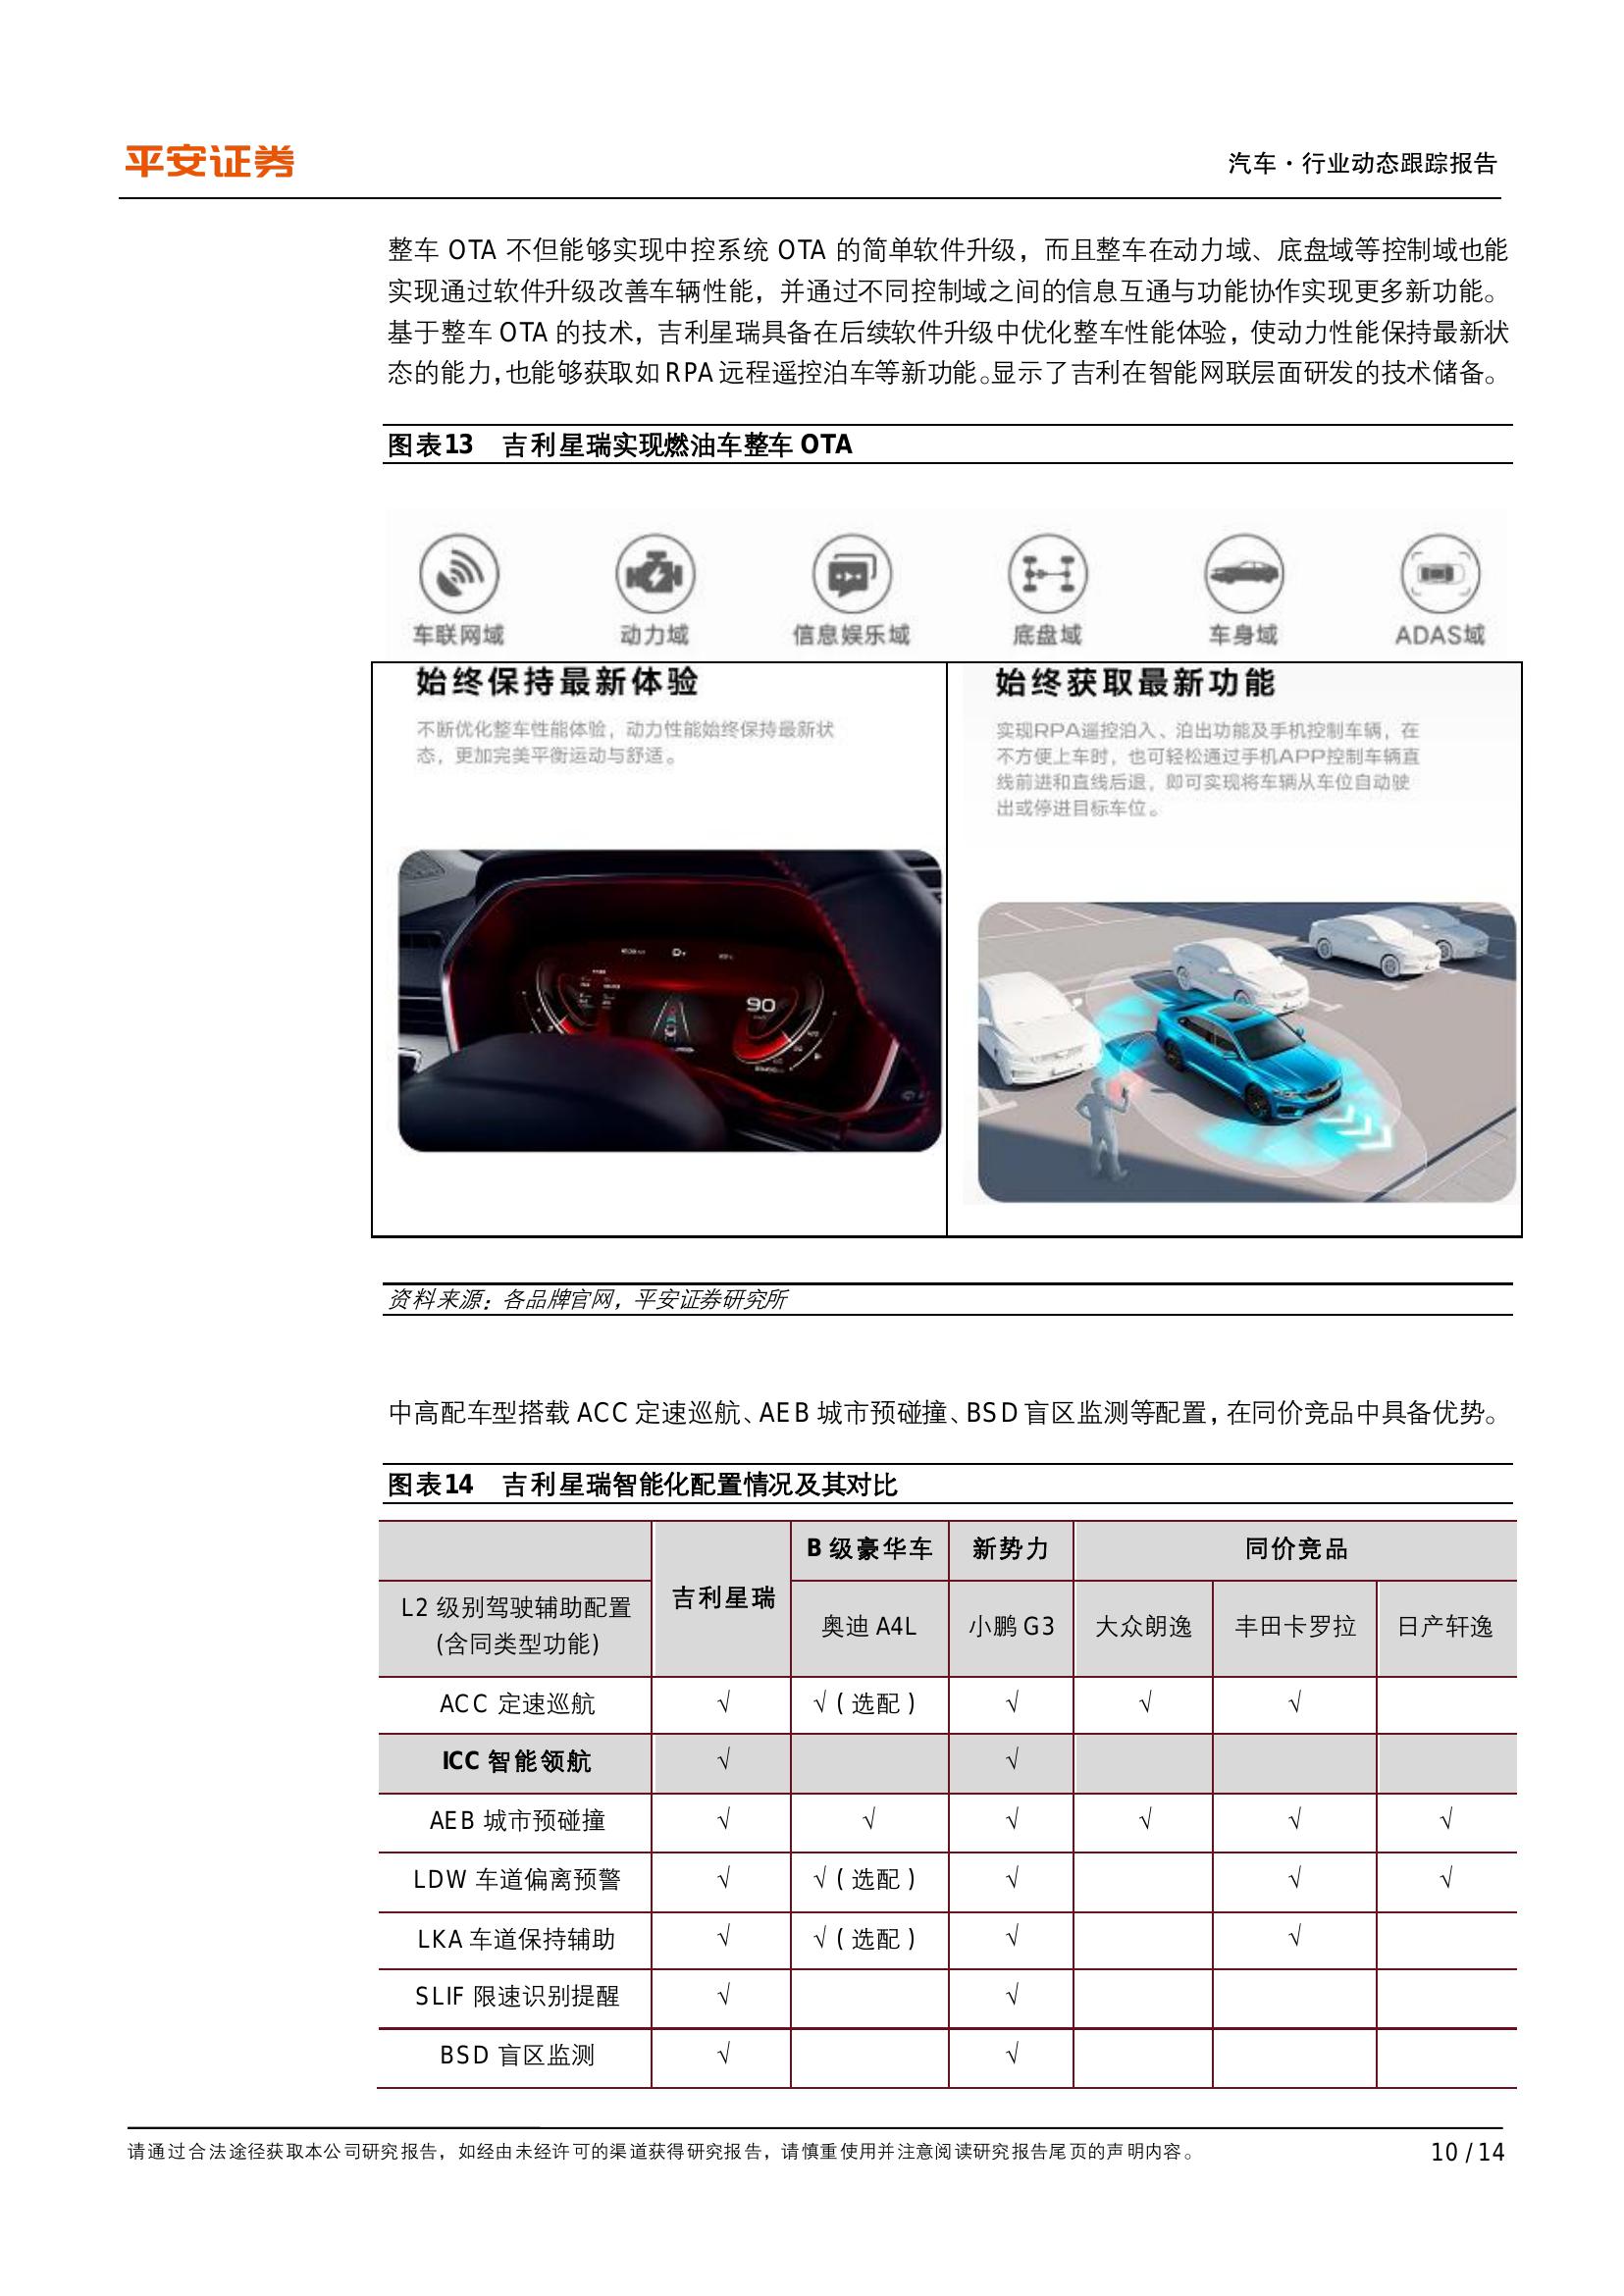 平安证券
汽车·行业动态跟踪报告
整车 OTA 不但能够实现中控系统 OTA 的简单软件升级，而且整车在动力域、底盘域等控制域也能
实现通过软件升级改善车辆性能，并通过不同控制域之间的信息互通与功能协作实现更多新功能。
基于整车 OTA 的技术，吉利星瑞具备在后续软件升级中优化整车性能体验，使动力性能保持最新状
态的能力，也能够获取如 RPA 远程遥控泊车等新功能。显示了吉利在智能网联层面研发的技术储备。
图表13 吉利星瑞实现燃油车整车 OTA
车联网域 动力域 信息娱乐域 底盘域 车身域 ADAS域
始终保持最新体验
不断优化整车性能体验，动力性能始终保持最新状
态，更加完美平衡运动与舒适。
90
始终获取最新功能
实现RPA遥控泊入、泊出功能及手机控制车辆，在
不方便上车时，也可轻松通过手机APP控制车辆直
线前进和直线后退，即可实现将车辆从车位自动驶
出或停进目标车位。
资料来源：各品牌官网，平安证券研究所
中高配车型搭载 ACC 定速巡航、AEB 城市预碰撞、BSD 盲区监测等配置，在同价竞品中具备优势。
图表14 吉利星瑞智能化配置情况及其对比
吉利星瑞 B 级豪华车 新势力 同价竞品
L2 级别驾驶辅助配置
(含同类型功能)
奥迪 A4L 小鹏 G3 大众朗逸 丰田卡罗拉 日产轩逸
ACC 定速巡航 √ √(选配) √ √ √
ICC 智能领航 √ √
AEB 城市预碰撞 √ √ √ √ √ √
LDW 车道偏离预警 √ √(选配) √ √ √
LKA 车道保持辅助 √ √(选配) √ √
SLIF 限速识别提醒 √ √
BSD 盲区监测 √ √
请通过合法途径获取本公司研究报告，如经由未经许可的渠道获得研究报告，请慎重使用并注意阅读研究报告尾页的声明内容。
10 / 14